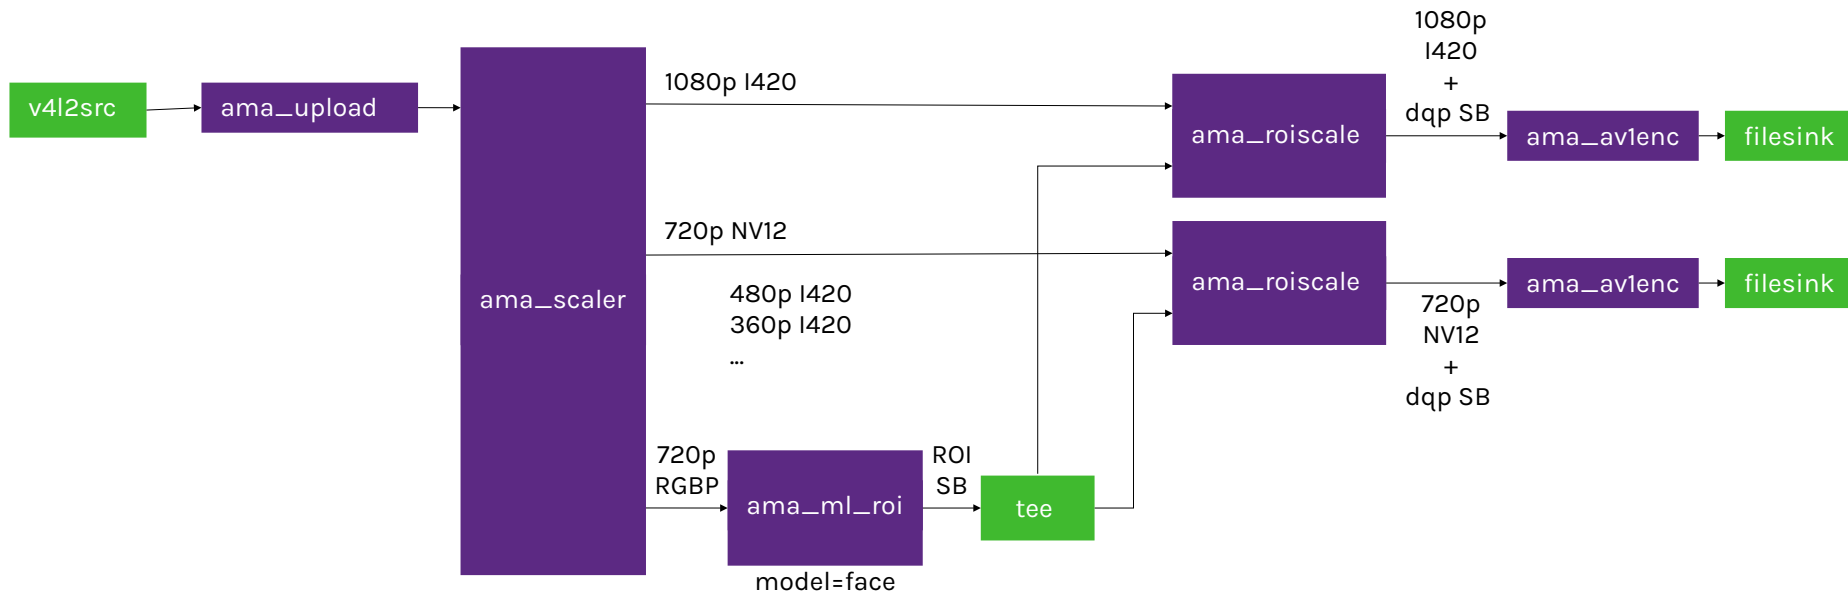 v4l2src
ama_upload
ama_scaler
1080p I420
720p NV12
480p I420
360p I420
...
720p
RGBP
ama_ml_roi
model=face
ROI
SB
tee
ama_roiscale
1080p
I420
+
dqp SB
ama_av1enc
filesink
ama_roiscale
720p
NV12
+
dqp SB
ama_av1enc
filesink